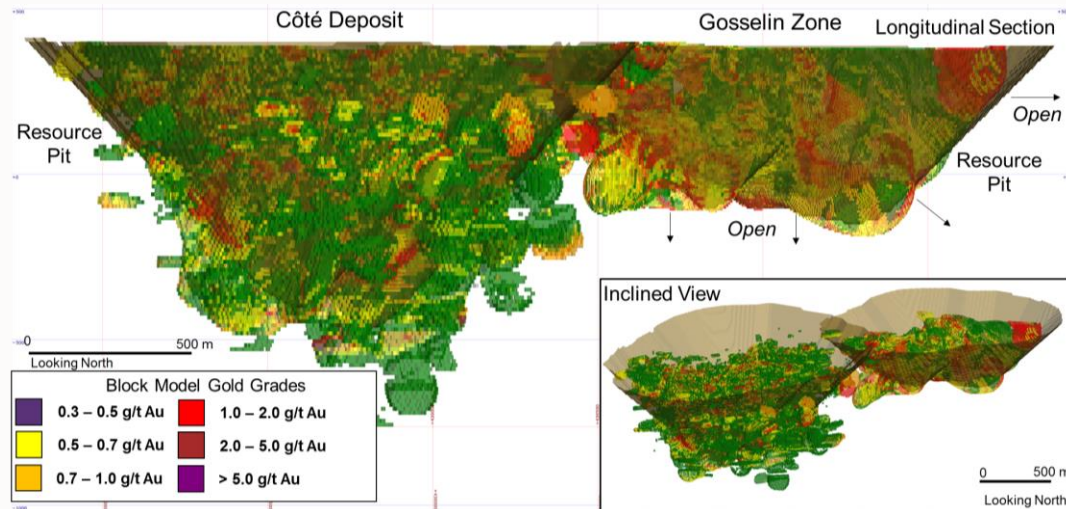 Côté Deposit
Gosselin Zone
Longitudinal Section
Open
Resource
Pit
Resource
Pit
Open
0
500 m
Looking North
Block Model Gold Grades
0.3 – 0.5 g/t Au
1.0 – 2.0 g/t Au
0.5 – 0.7 g/t Au
2.0 – 5.0 g/t Au
0.7 – 1.0 g/t Au
> 5.0 g/t Au
Inclined View
0
500 m
Looking North